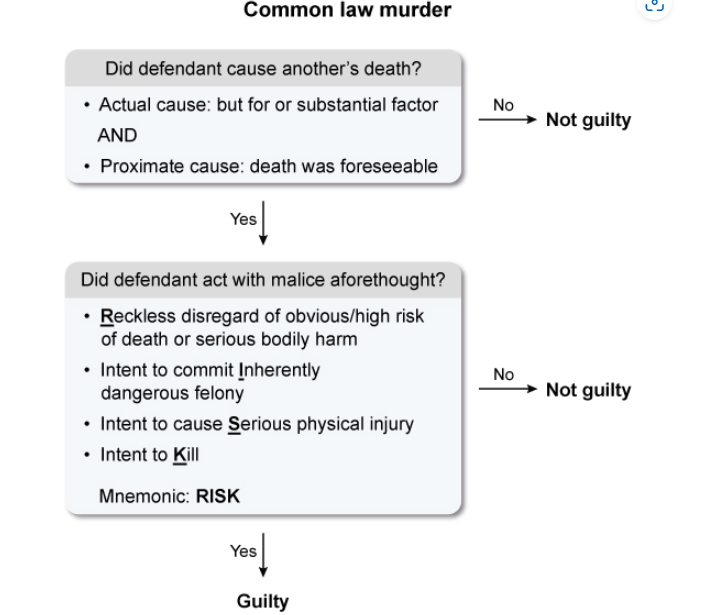 Common law murder
Did defendant cause another's death?
• Actual cause: but for or substantial factor
AND
• Proximate cause: death was foreseeable
No
Not guilty
Yes
Did defendant act with malice aforethought?
• Reckless disregard of obvious/high risk
of death or serious bodily harm
• Intent to commit Inherently
dangerous felony
• Intent to cause Serious physical injury
• Intent to Kill
Mnemonic: RISK
No
Not guilty
Yes
Guilty